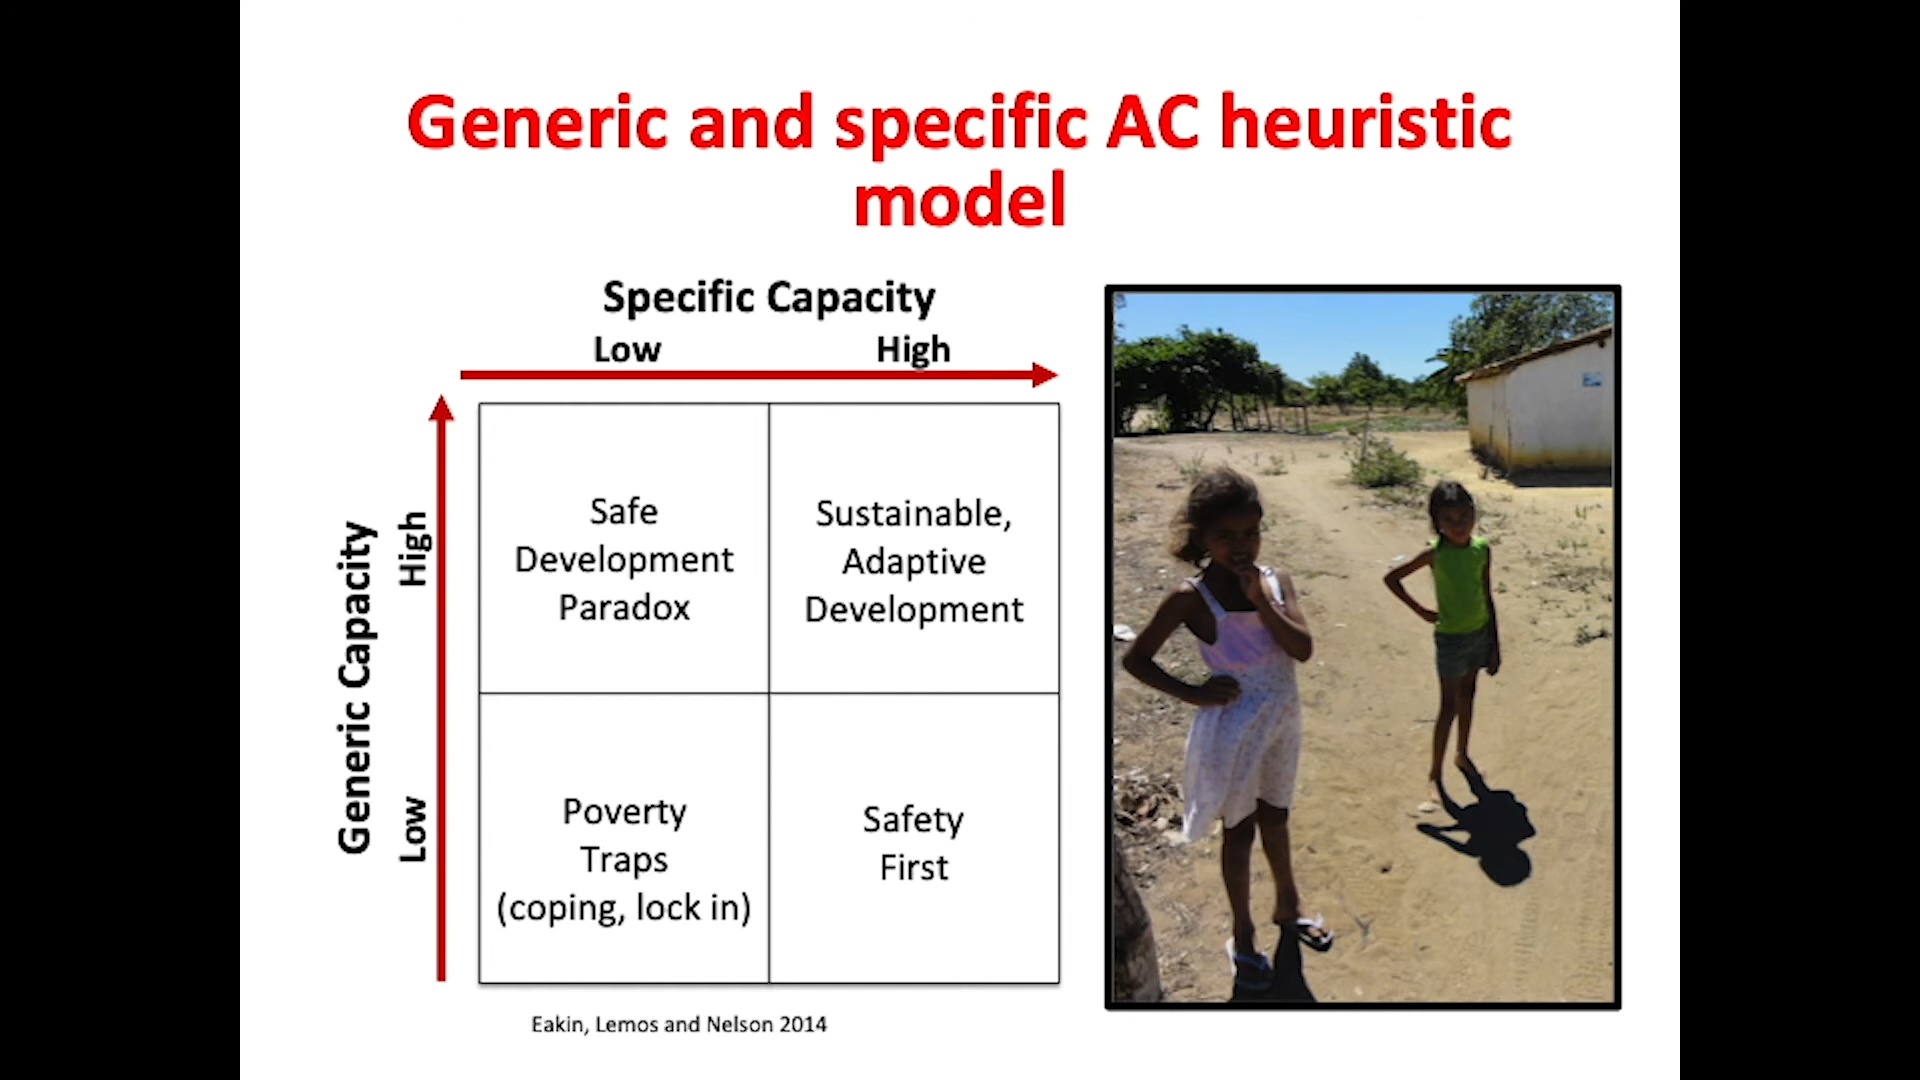 Generic and specific AC heuristic
model
Specific Capacity
Low High
Generic Capacity
High
Low
Safe
Development
Paradox
Sustainable,
Adaptive
Development
Poverty
Traps
(coping, lock in)
Safety
First
Eakin, Lemos and Nelson 2014